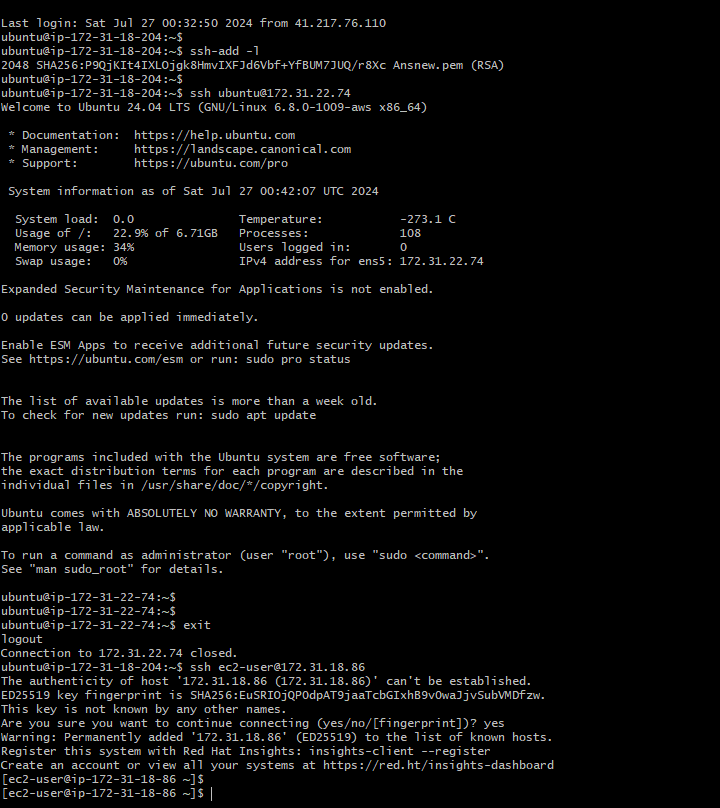 Last login: Sat Jul 27 00:32:50 2024 from 41.217.76.110
ubuntu@ip-172-31-18-204:~$
ubuntu@ip-172-31-18-204:~$ ssh-add -l
2048 SHA256:P9QjKIt4IXLOjgk8HmvIXFJd6Vbf+YfBUM7JUQ/r8Xc Ansnew.pem (RSA)
ubuntu@ip-172-31-18-204:~$
ubuntu@ip-172-31-18-204:~$ ssh ubuntu@172.31.22.74
Welcome to Ubuntu 24.04 LTS (GNU/Linux 6.8.0-1009-aws x86_64)
* Documentation: https://help.ubuntu.com
* Management: https://landscape.canonical.com
* Support: https://ubuntu.com/pro
System information as of Sat Jul 27 00:42:07 UTC 2024
System load: 0.0 Temperature: -273.1 C
Usage of /: 22.9% of 6.71GB Processes: 108
Memory usage: 34% Users logged in: 0
Swap usage: 0% IPv4 address for ens5: 172.31.22.74
Expanded Security Maintenance for Applications is not enabled.
0 updates can be applied immediately.
Enable ESM Apps to receive additional future security updates.
See https://ubuntu.com/esm or run: sudo pro status
The list of available updates is more than a week old.
To check for new updates run: sudo apt update
The programs included with the Ubuntu system are free software;
the exact distribution terms for each program are described in the
individual files in /usr/share/doc/*/copyright.
Ubuntu comes with ABSOLUTELY NO WARRANTY, to the extent permitted by
applicable law.
To run a command as administrator (user "root"), use "sudo <command>".
See "man sudo_root" for details.
ubuntu@ip-172-31-22-74:~$
ubuntu@ip-172-31-22-74:~$
ubuntu@ip-172-31-22-74:~$ exit
logout
Connection to 172.31.22.74 closed.
ubuntu@ip-172-31-18-204:~$ ssh ec2-user@172.31.18.86
The authenticity of host '172.31.18.86 (172.31.18.86)' can't be established.
ED25519 key fingerprint is SHA256:EuSRIOjQPOdpAT9jaaTcbGIxhB9vOwaJjvSubVMDfzw.
This key is not known by any other names.
Are you sure you want to continue connecting (yes/no/[fingerprint])? yes
Warning: Permanently added '172.31.18.86' (ED25519) to the list of known hosts.
Register this system with Red Hat Insights: insights-client --register
Create an account or view all your systems at https://red.ht/insights-dashboard
[ec2-user@ip-172-31-18-86 ~]$
[ec2-user@ip-172-31-18-86 ~]$